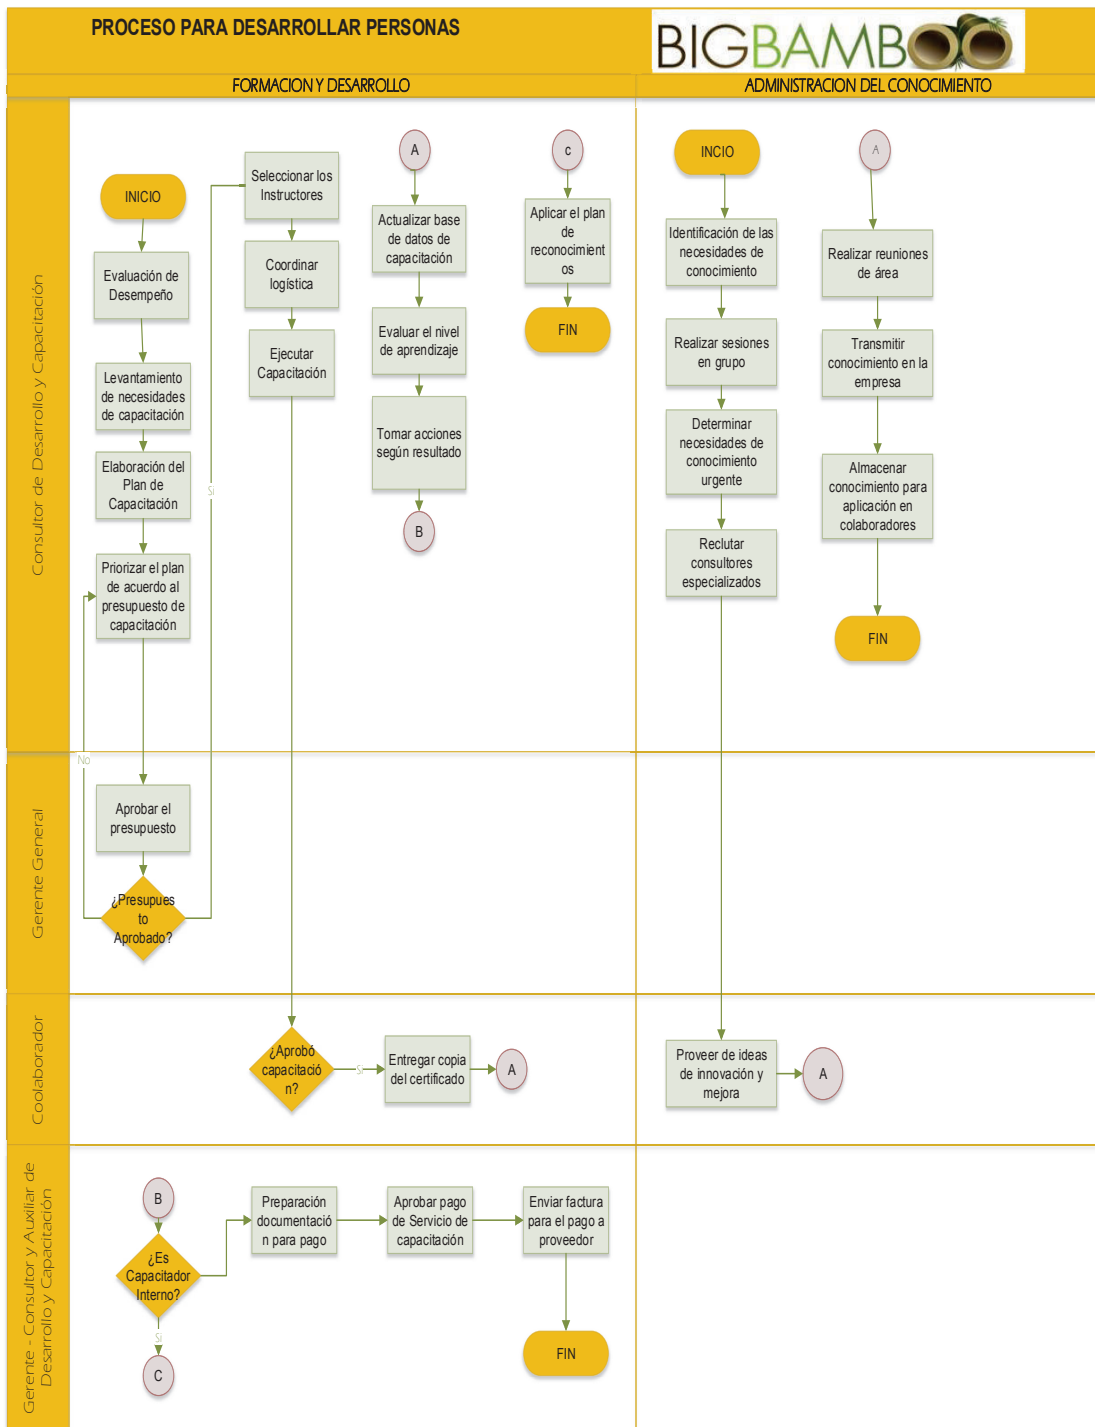 PROCESO PARA DESARROLLAR PERSONAS
BIGBAMBOO
FORMACION Y DESARROLLO
ADMINISTRACION DEL CONOCIMIENTO
Consultor de Desarrollo y Capacitación
INICIO
Evaluación de
Desempeño
Levantamiento
de necesidades
de capacitación
Elaboración del
Plan de
Capacitación
Priorizar el plan
de acuerdo al
presupuesto de
capacitación
Si
Seleccionar los
Instructores
Coordinar
logística
Ejecutar
Capacitación
A
Actualizar base
de datos de
capacitación
Evaluar el nivel
de aprendizaje
Tomar acciones
según resultado
B
c
Aplicar el plan
de
reconocimient
os
FIN
INCIO
Identificación de las
necesidades de
conocimiento
Realizar sesiones
en grupo
Determinar
necesidades de
conocimiento
urgente
Reclutar
consultores
especializados
A
Realizar reuniones
de área
Transmitir
conocimiento en la
empresa
Almacenar
conocimiento para
aplicación en
colaboradores
FIN
Gerente General
No
Aprobar el
presupuesto
¿Presupues
to
Aprobado?
Coolaborador
¿Aprobó
capacitació
n?
Si
Entregar copia
del certificado
A
Proveer de ideas
de innovación y
mejora
A
Gerente - Consultor y Auxiliar de
Desarrollo y Capacitación
B
¿Es
Capacitador
Interno?
Si
C
Preparación
documentació
n para pago
Aprobar pago
de Servicio de
capacitación
Enviar factura
para el pago a
proveedor
FIN